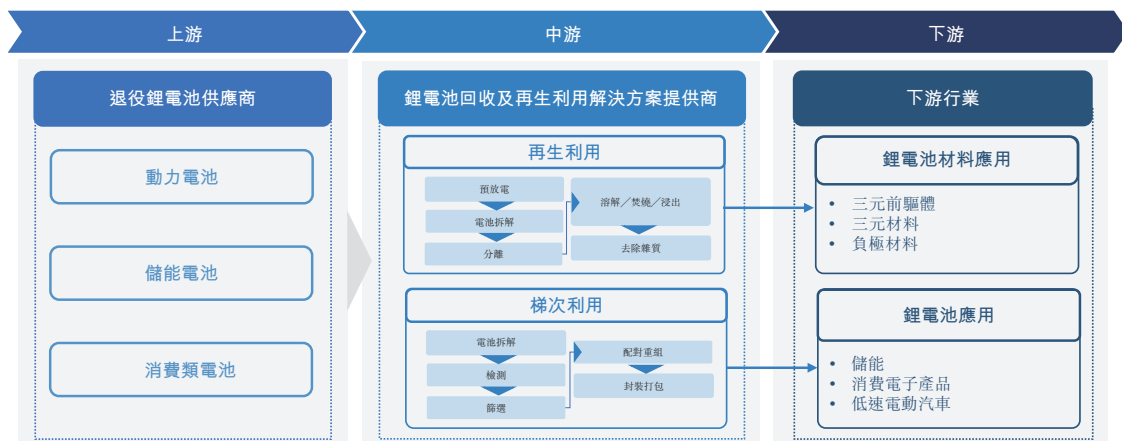 上游
中游
下游
退役鋰電池供應商
動力電池
儲能電池
消費類電池
鋰電池回收及再生利用解決方案提供商
再生利用
預放電
電池拆解
分離
溶解／焚燒／浸出
去除雜質
梯次利用
電池拆解
檢測
篩選
配對重組
封裝打包
下游行業
鋰電池材料應用
• 三元前驅體
• 三元材料
• 負極材料
鋰電池應用
• 儲能
• 消費電子產品
• 低速電動汽車